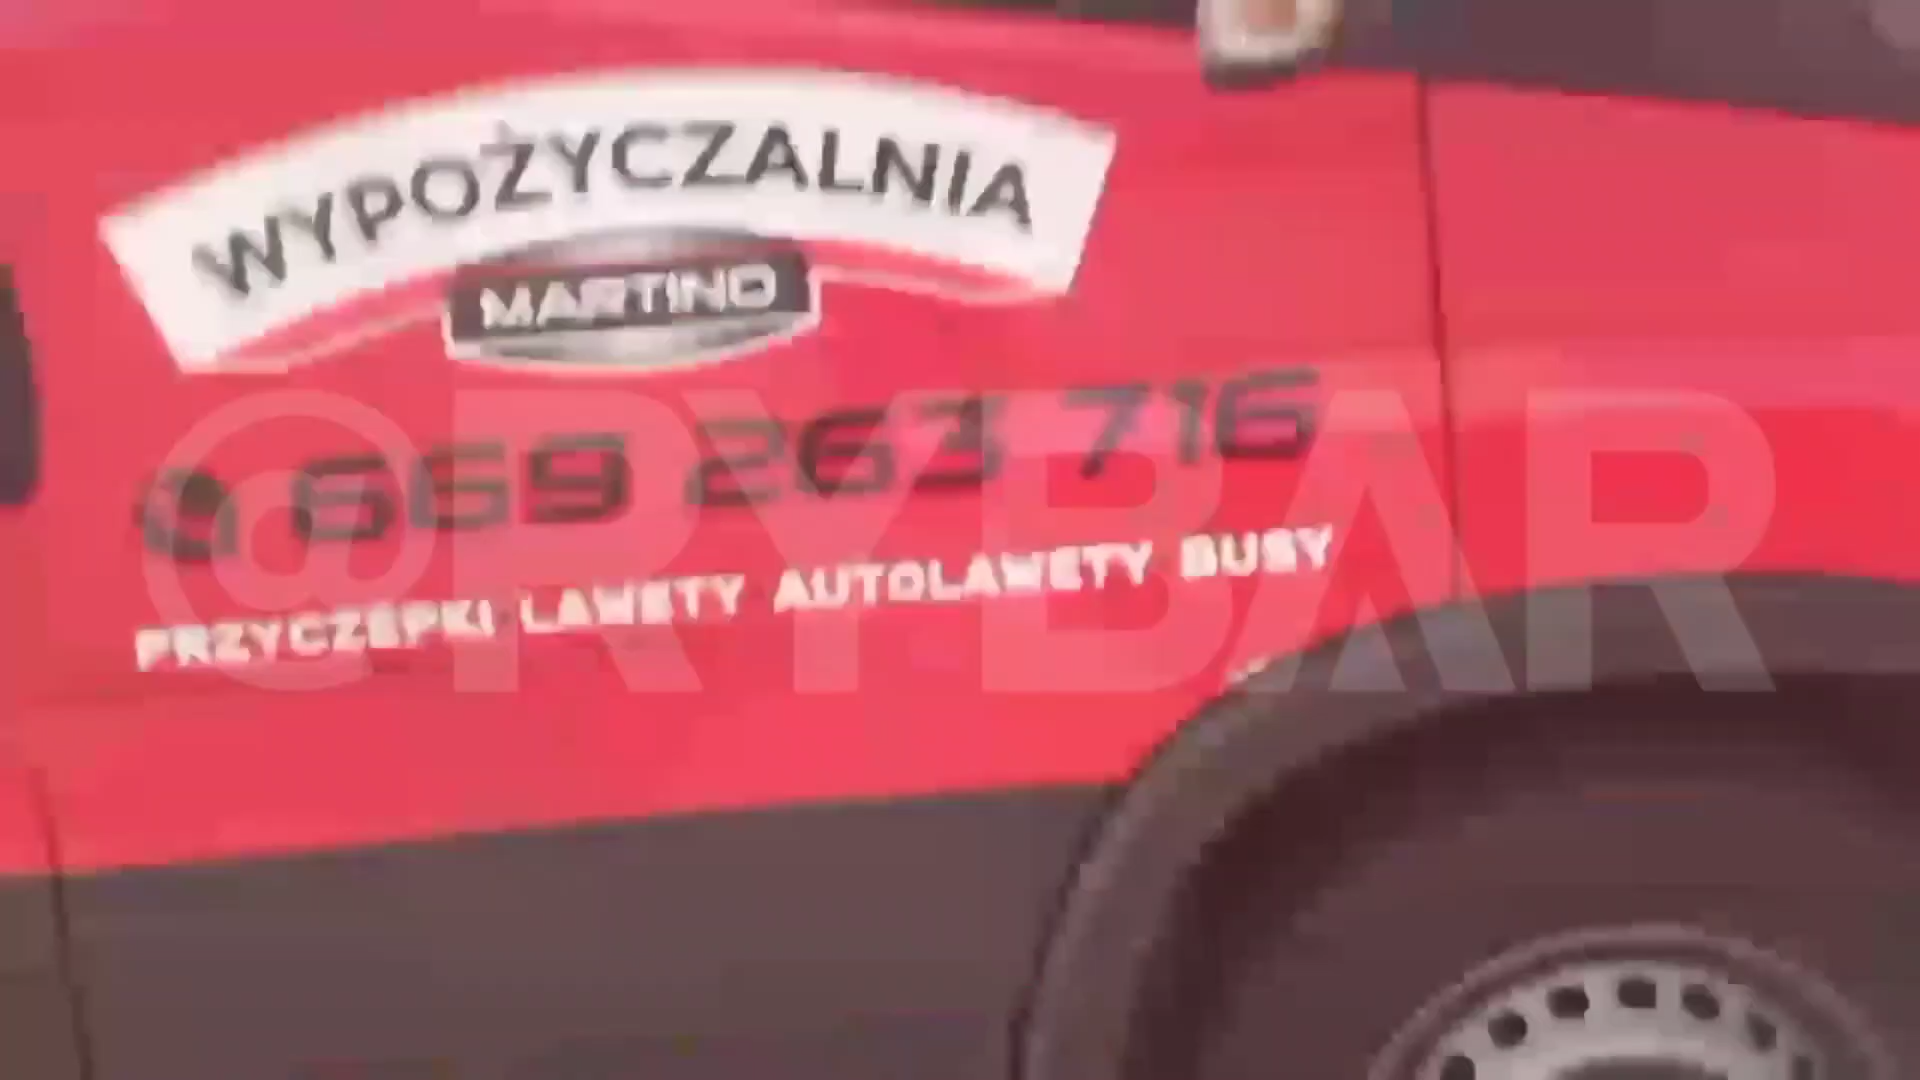 WYPOŻYCZALNIA
MARTINO
669 263 716
PRZYCZEPKI LAWETY AUTOLAWETY BUSY
@RYBAR